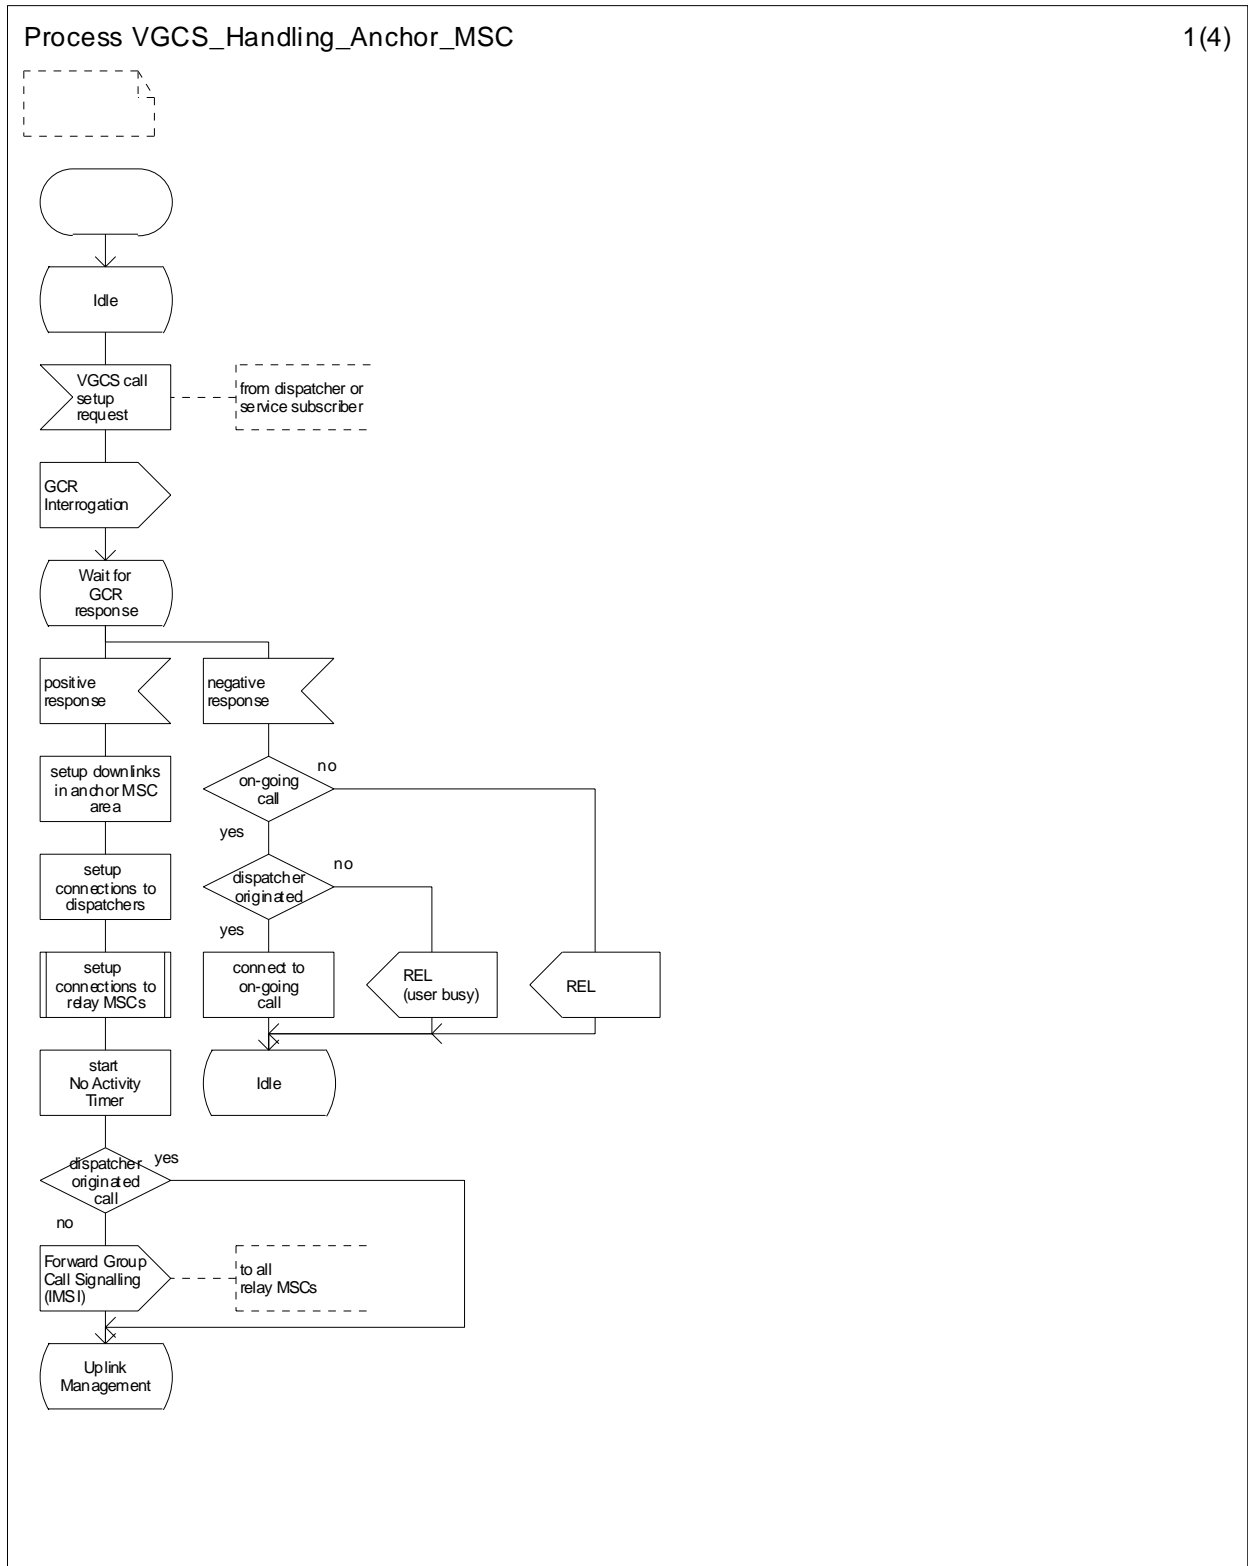 Process VGCS_Handling_Anchor_MSC
1(4)
Idle
VGCS call
setup
request
from dispatcher or
service subscriber
GCR
Interrogation
Wait for
GCR
response
positive
response
negative
response
setup downlinks
in anchor MSC
area
on-going
call
no
yes
setup
connections to
dispatchers
dispatcher
originated
no
yes
setup
connections to
relay MSCs
connect to
on-going
call
REL
(user busy)
REL
start
No Activity
Timer
Idle
dispatcher
originated
call
yes
no
Forward Group
Call Signalling
(IMSI)
to all
relay MSCs
Uplink
Management